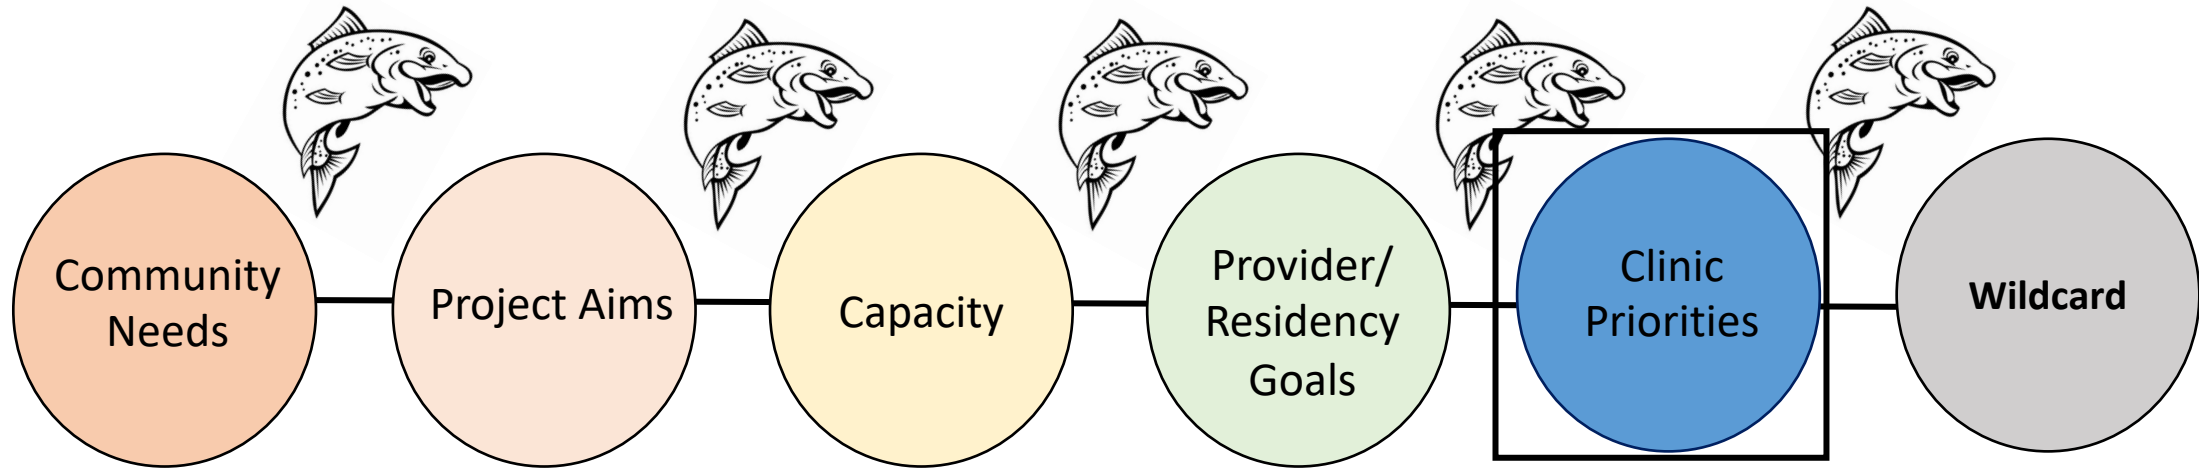 Community
Needs
Project Aims
Capacity
Provider/
Residency
Goals
Clinic
Priorities
Wildcard